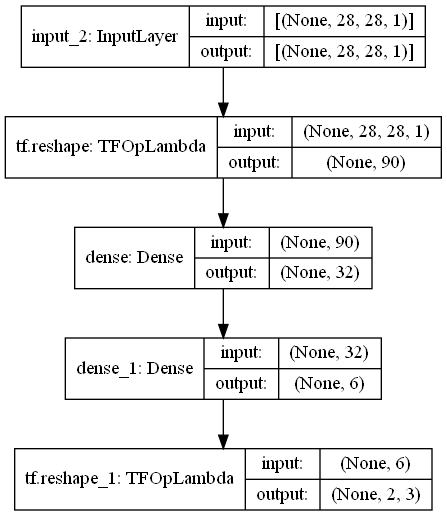 input_2: InputLayer
input: [(None, 28, 28, 1)]
output: [(None, 28, 28, 1)]
tf.reshape: TFOpLambda
input: (None, 28, 28, 1)
output: (None, 90)
dense: Dense
input: (None, 90)
output: (None, 32)
dense_1: Dense
input: (None, 32)
output: (None, 6)
tf.reshape_1: TFOpLambda
input: (None, 6)
output: (None, 2, 3)